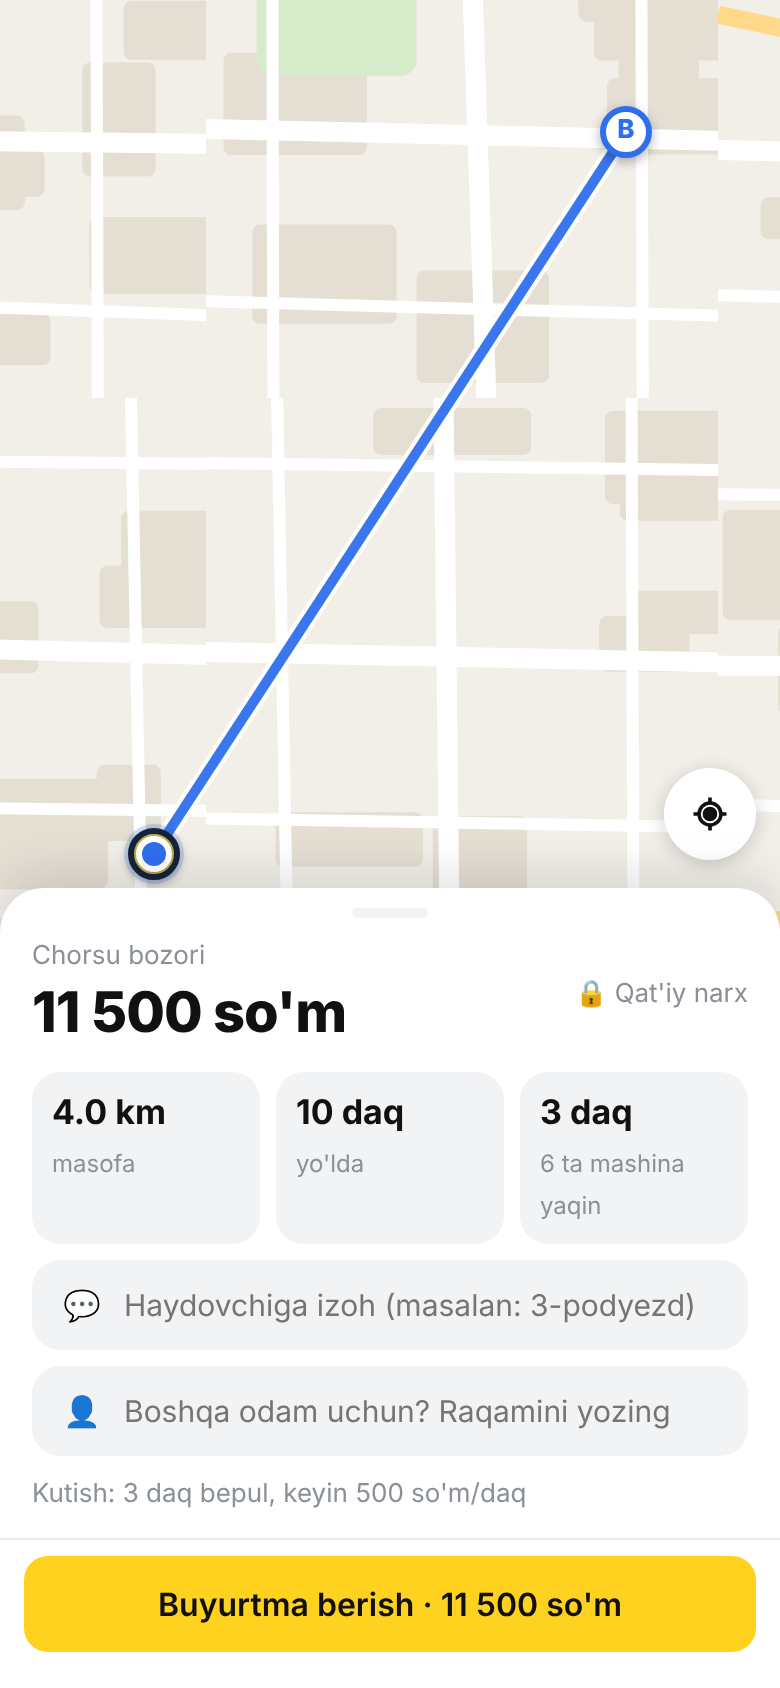 B
Chorsu bozori
11 500 so'm
🔒 Qat'iy narx
4.0 km
masofa
10 daq
yo'lda
3 daq
6 ta mashina
yaqin
💬 Haydovchiga izoh (masalan: 3-podyezd)
👤 Boshqa odam uchun? Raqamini yozing
Kutish: 3 daq bepul, keyin 500 so'm/daq
Buyurtma berish · 11 500 so'm